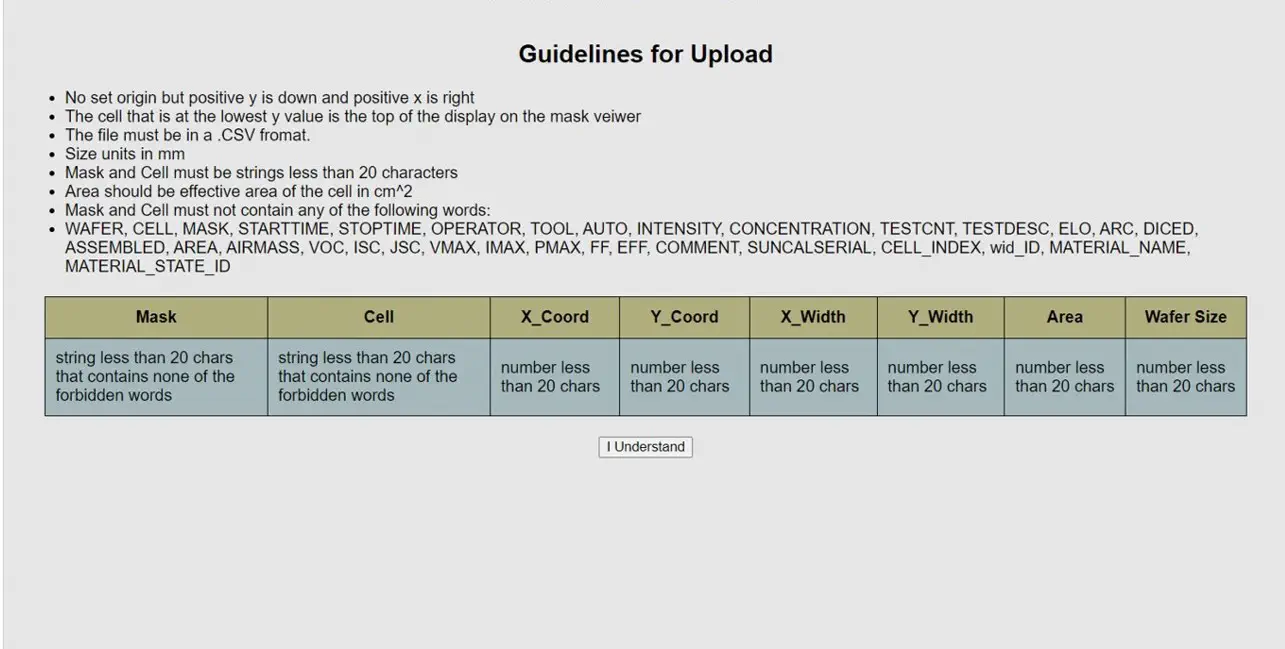 Guidelines for Upload
No set origin but positive y is down and positive x is right
The cell that is at the lowest y value is the top of the display on the mask veiwer
The file must be in a .CSV fromat.
Size units in mm
Mask and Cell must be strings less than 20 characters
Area should be effective area of the cell in cm^2
Mask and Cell must not contain any of the following words:
WAFER, CELL, MASK, STARTTIME, STOPTIME, OPERATOR, TOOL, AUTO, INTENSITY, CONCENTRATION, TESTCNT, TESTDESC, ELO, ARC, DICED,
ASSEMBLED, AREA, AIRMASS, VOC, ISC, JSC, VMAX, IMAX, PMAX, FF, EFF, COMMENT, SUNCALSERIAL, CELL_INDEX, wid_ID, MATERIAL_NAME,
MATERIAL_STATE_ID
Mask Cell X_Coord Y_Coord X_Width Y_Width Area Wafer Size
string less than 20 chars
that contains none of the
forbidden words
string less than 20 chars
that contains none of the
forbidden words
number less
than 20 chars
number less
than 20 chars
number less
than 20 chars
number less
than 20 chars
number less
than 20 chars
number less
than 20 chars
I Understand